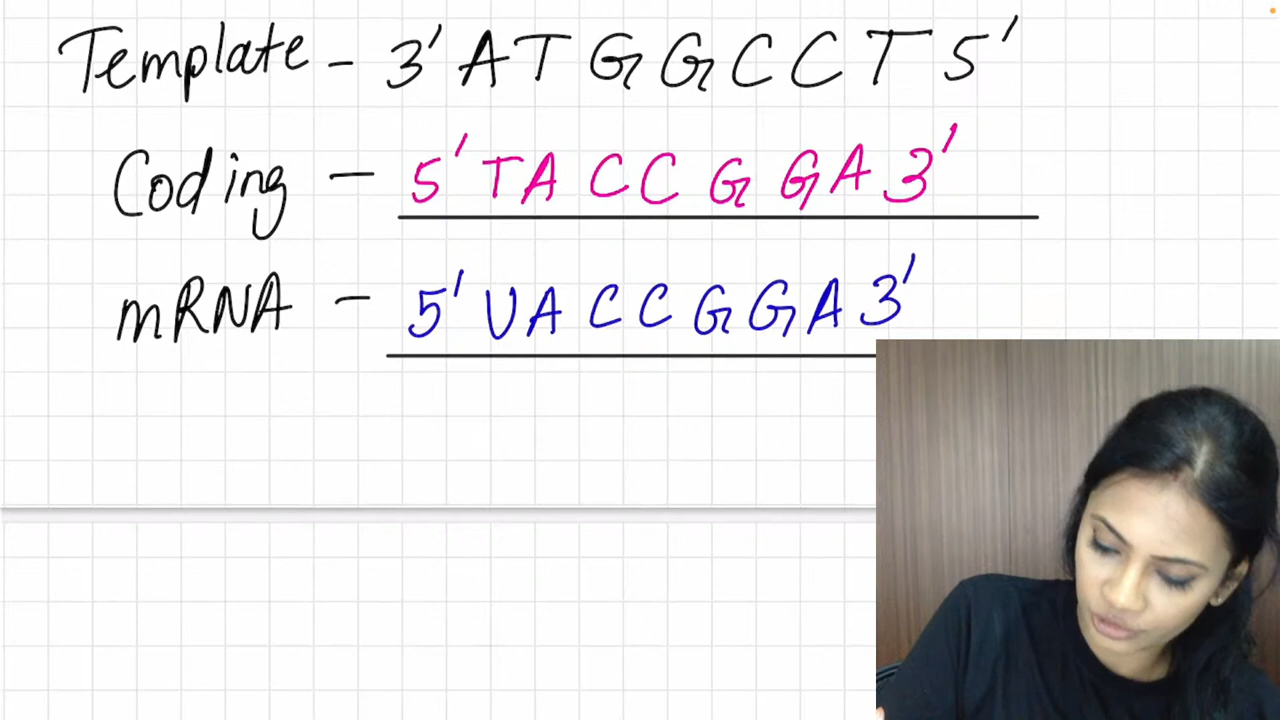 Template - 3' A T G G C C T 5'
Coding - 5' T A C C G G A 3'
mRNA - 5' U A C C G G A 3'